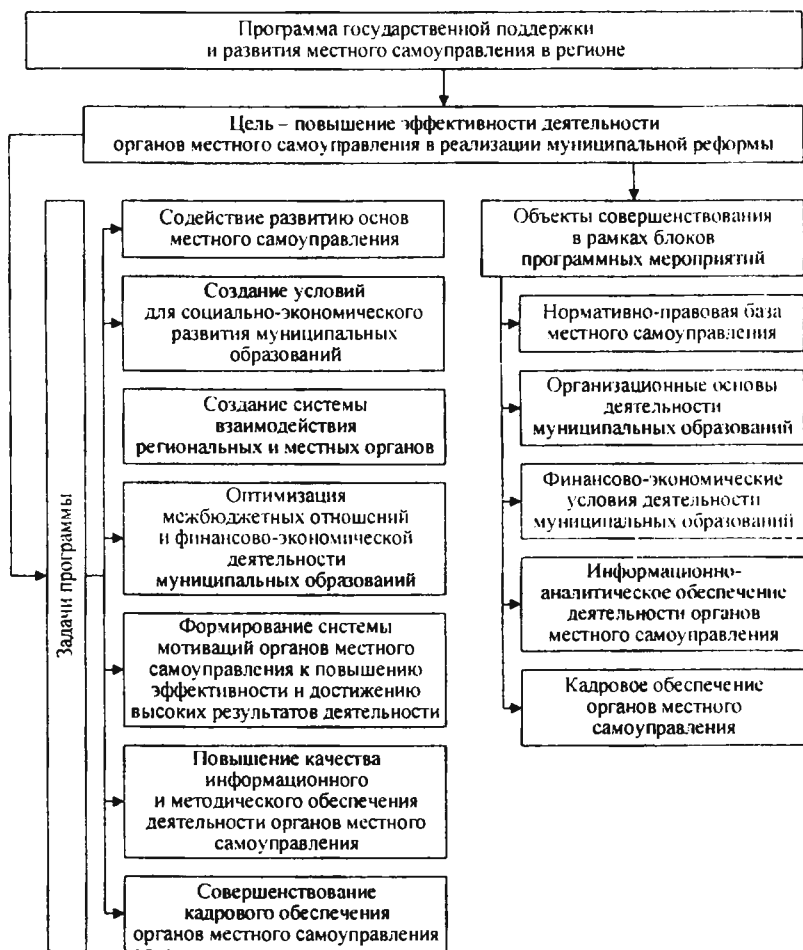 Программа государственной поддержки
и развития местного самоуправления в регионе
Цель – повышение эффективности деятельности
органов местного самоуправления в реализации муниципальной реформы
Задачи программы
Содействие развитию основ
местного самоуправления
Создание условий
для социально-экономического
развития муниципальных
образований
Создание системы
взаимодействия
региональных и местных органов
Оптимизация
межбюджетных отношений
и финансово-экономической
деятельности
муниципальных образований
Формирование системы
мотиваций органов местного
самоуправления к повышению
эффективности и достижению
высоких результатов деятельности
Повышение качества
информационного
и методического обеспечения
деятельности органов местного
самоуправления
Совершенствование
кадрового обеспечения
органов местного самоуправления
Объекты совершенствования
в рамках блоков
программных мероприятий
Нормативно-правовая база
местного самоуправления
Организационные основы
деятельности
муниципальных образований
Финансово-экономические
условия деятельности
муниципальных образований
Информационно-
аналитическое обеспечение
деятельности органов
местного самоуправления
Кадровое обеспечение
органов местного
самоуправления